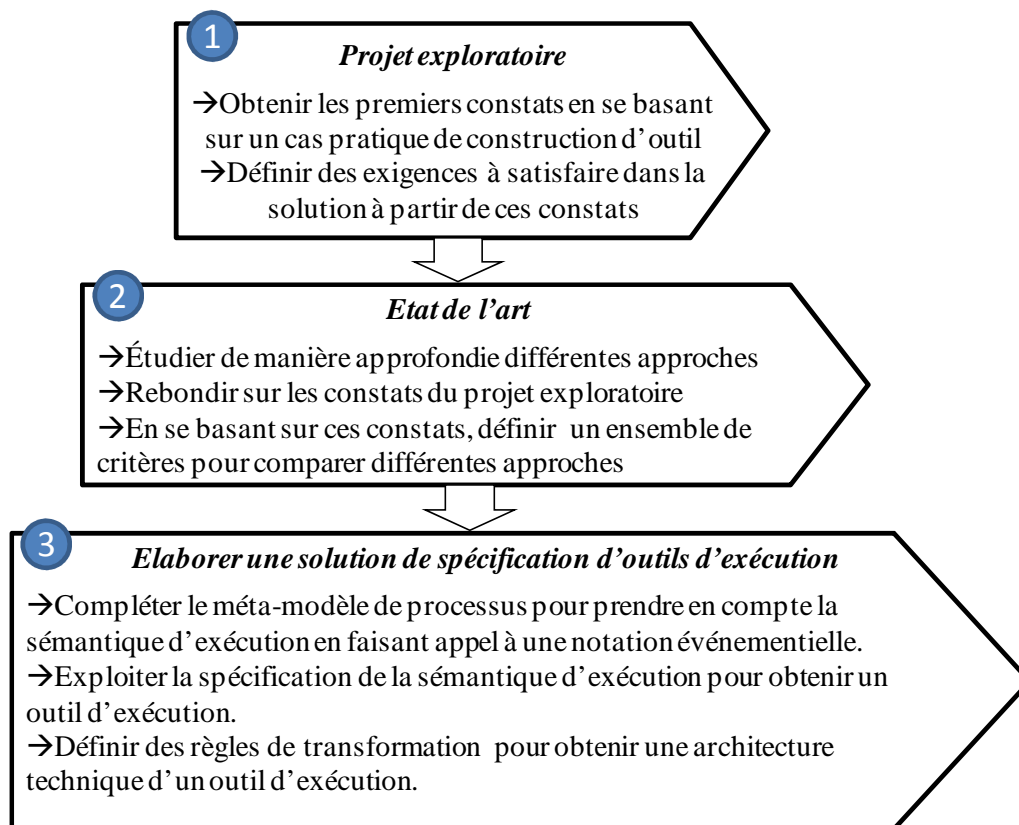 1
Projet exploratoire
→Obtenir les premiers constats en se basant
sur un cas pratique de construction d'outil
→Définir des exigences à satisfaire dans la
solution à partir de ces constats
2
Etat de l'art
→Étudier de manière approfondie différentes approches
→Rebondir sur les constats du projet exploratoire
→En se basant sur ces constats, définir un ensemble de
critères pour comparer différentes approches
3
Elaborer une solution de spécification d'outils d'exécution
→Compléter le méta-modèle de processus pour prendre en compte la
sémantique d'exécution en faisant appel à une notation événementielle.
→Exploiter la spécification de la sémantique d'exécution pour obtenir un
outil d'exécution.
→Définir des règles de transformation pour obtenir une architecture
technique d'un outil d'exécution.